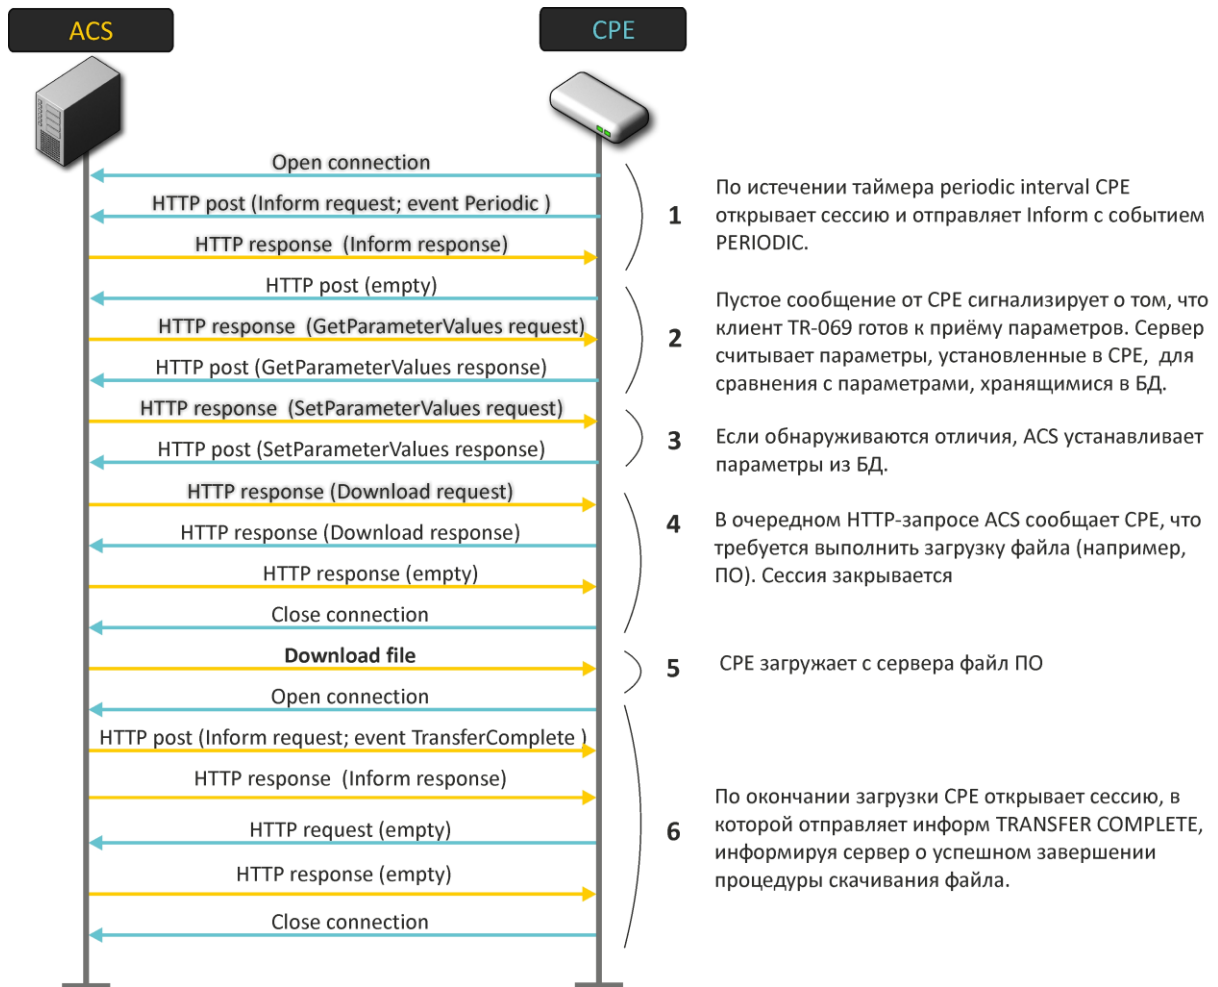 ACS
CPE
Open connection
HTTP post (Inform request; event Periodic )
HTTP response  (Inform response)
1
По истечении таймера periodic interval CPE
открывает сессию и отправляет Inform с событием
PERIODIC.
HTTP post (empty)
HTTP response  (GetParameterValues request)
HTTP post (GetParameterValues response)
2
Пустое сообщение от CPE сигнализирует о том, что
клиент TR-069 готов к приёму параметров. Сервер
считывает параметры, установленные в CPE,  для
сравнения с параметрами, хранящимися в БД.
HTTP response  (SetParameterValues request)
HTTP post (SetParameterValues response)
3
Если обнаруживаются отличия, ACS устанавливает
параметры из БД.
HTTP response (Download request)
HTTP response (Download response)
HTTP response (empty)
Close connection
4
В очередном HTTP-запросе ACS сообщает CPE, что
требуется выполнить загрузку файла (например,
ПО). Сессия закрывается
Download file
5
CPE загружает с сервера файл ПО
Open connection
HTTP post (Inform request; event TransferComplete )
HTTP response  (Inform response)
HTTP request (empty)
HTTP response (empty)
Close connection
6
По окончании загрузки CPE открывает сессию, в
которой отправляет информ TRANSFER COMPLETE,
информируя сервер о успешном завершении
процедуры скачивания файла.